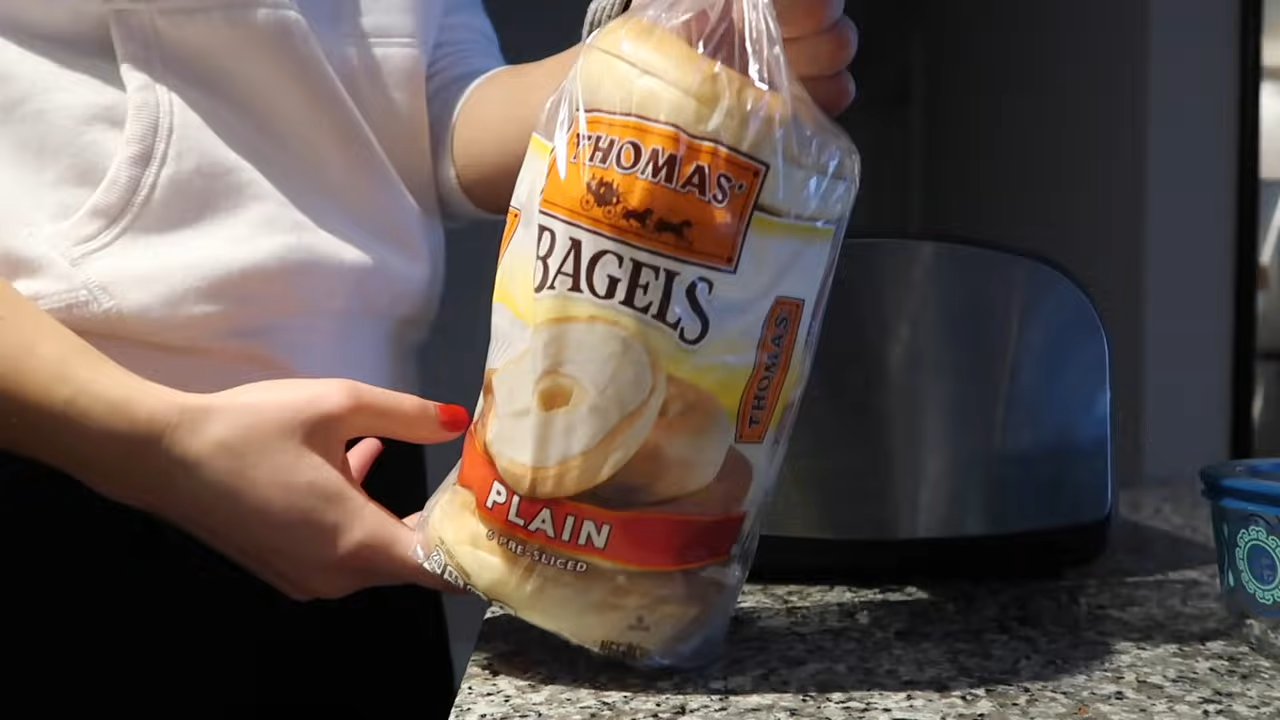 THOMAS'
BAGELS
THOMAS'
PLAIN
6 PRE-SLICED